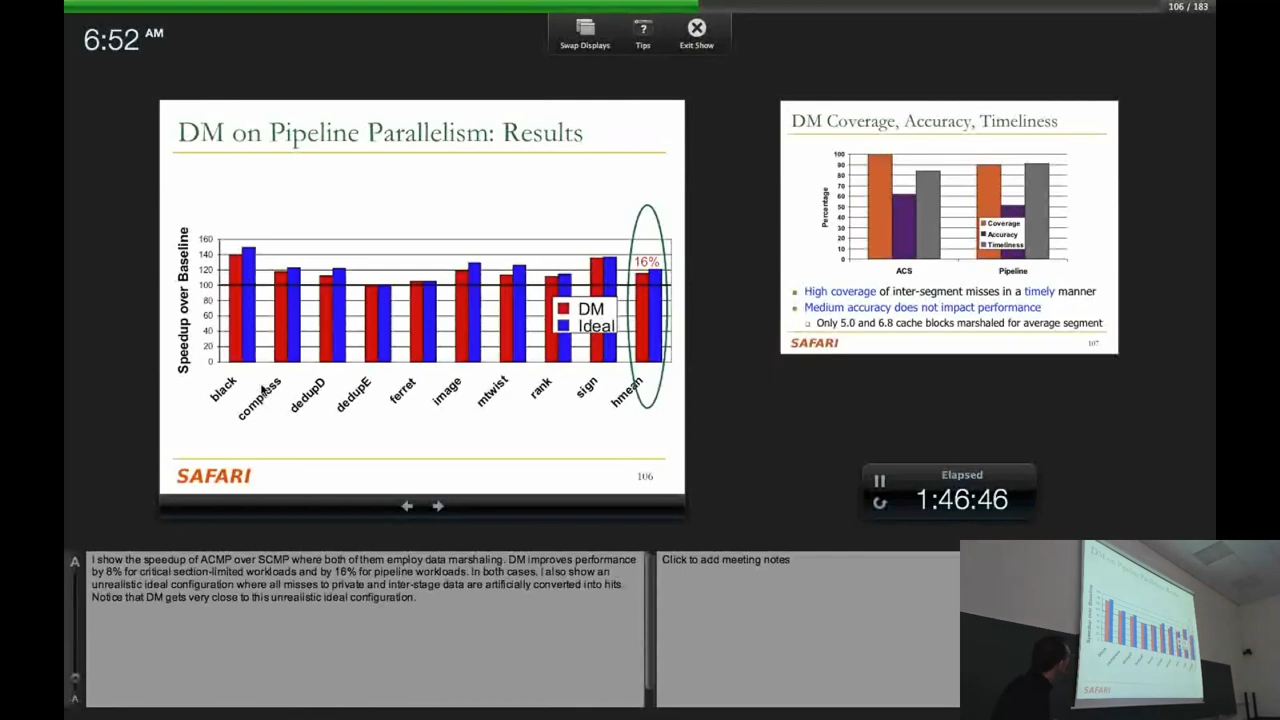 106 / 183
6:52 AM
Swap Displays
Tips
Exit Show
DM on Pipeline Parallelism: Results
Speedup over Baseline
160
140
120
100
80
60
40
20
0
16%
DM
Ideal
black
compress
dedupD
dedupE
ferret
image
mtwist
rank
sign
hmean
SAFARI
106
DM Coverage, Accuracy, Timeliness
Percentage
100
90
80
70
60
50
40
30
20
10
0
Coverage
Accuracy
Timeliness
ACS
Pipeline
High coverage of inter-segment misses in a timely manner
Medium accuracy does not impact performance
Only 5.0 and 6.8 cache blocks marshaled for average segment
SAFARI
107
Elapsed
1:46:46
A
A
I show the speedup of ACMP over SCMP where both of them employ data marshaling. DM improves performance
by 8% for critical section-limited workloads and by 16% for pipeline workloads. In both cases, I also show an
unrealistic ideal configuration where all misses to private and inter-stage data are artificially converted into hits.
Notice that DM gets very close to this unrealistic ideal configuration.
Click to add meeting notes
SAFARI